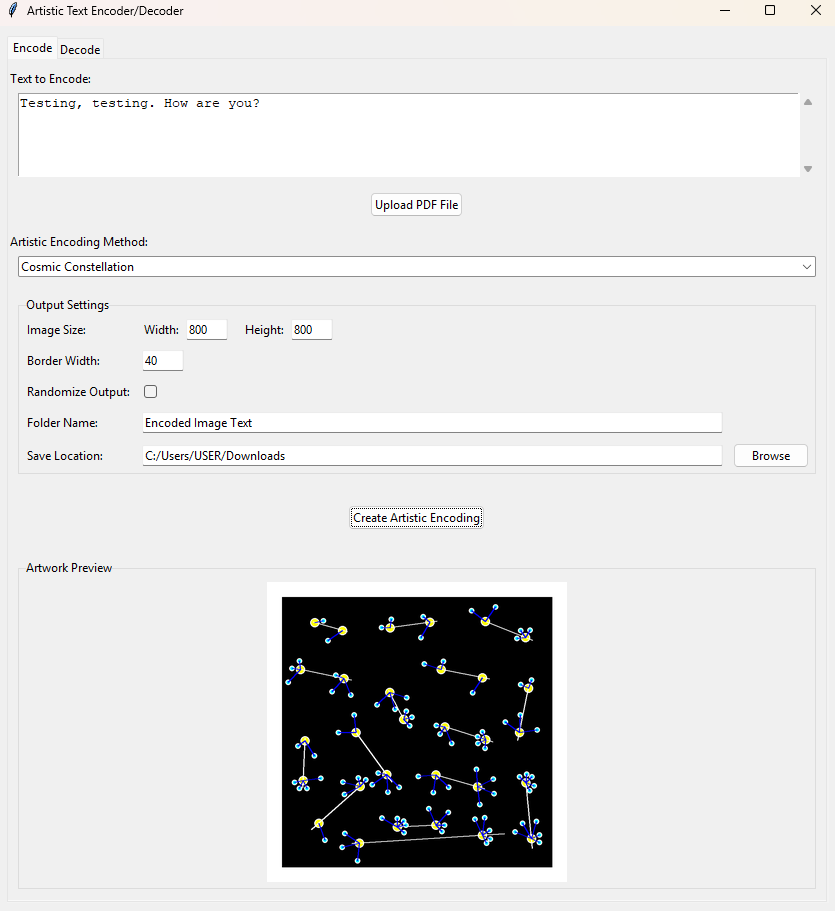 Artistic Text Encoder/Decoder
Encode Decode
Text to Encode:
Testing, testing. How are you?
Upload PDF File
Artistic Encoding Method:
Cosmic Constellation
Output Settings
Image Size: Width: 800 Height: 800
Border Width: 40
Randomize Output:
Folder Name: Encoded Image Text
Save Location: C:/Users/USER/Downloads Browse
Create Artistic Encoding
Artwork Preview